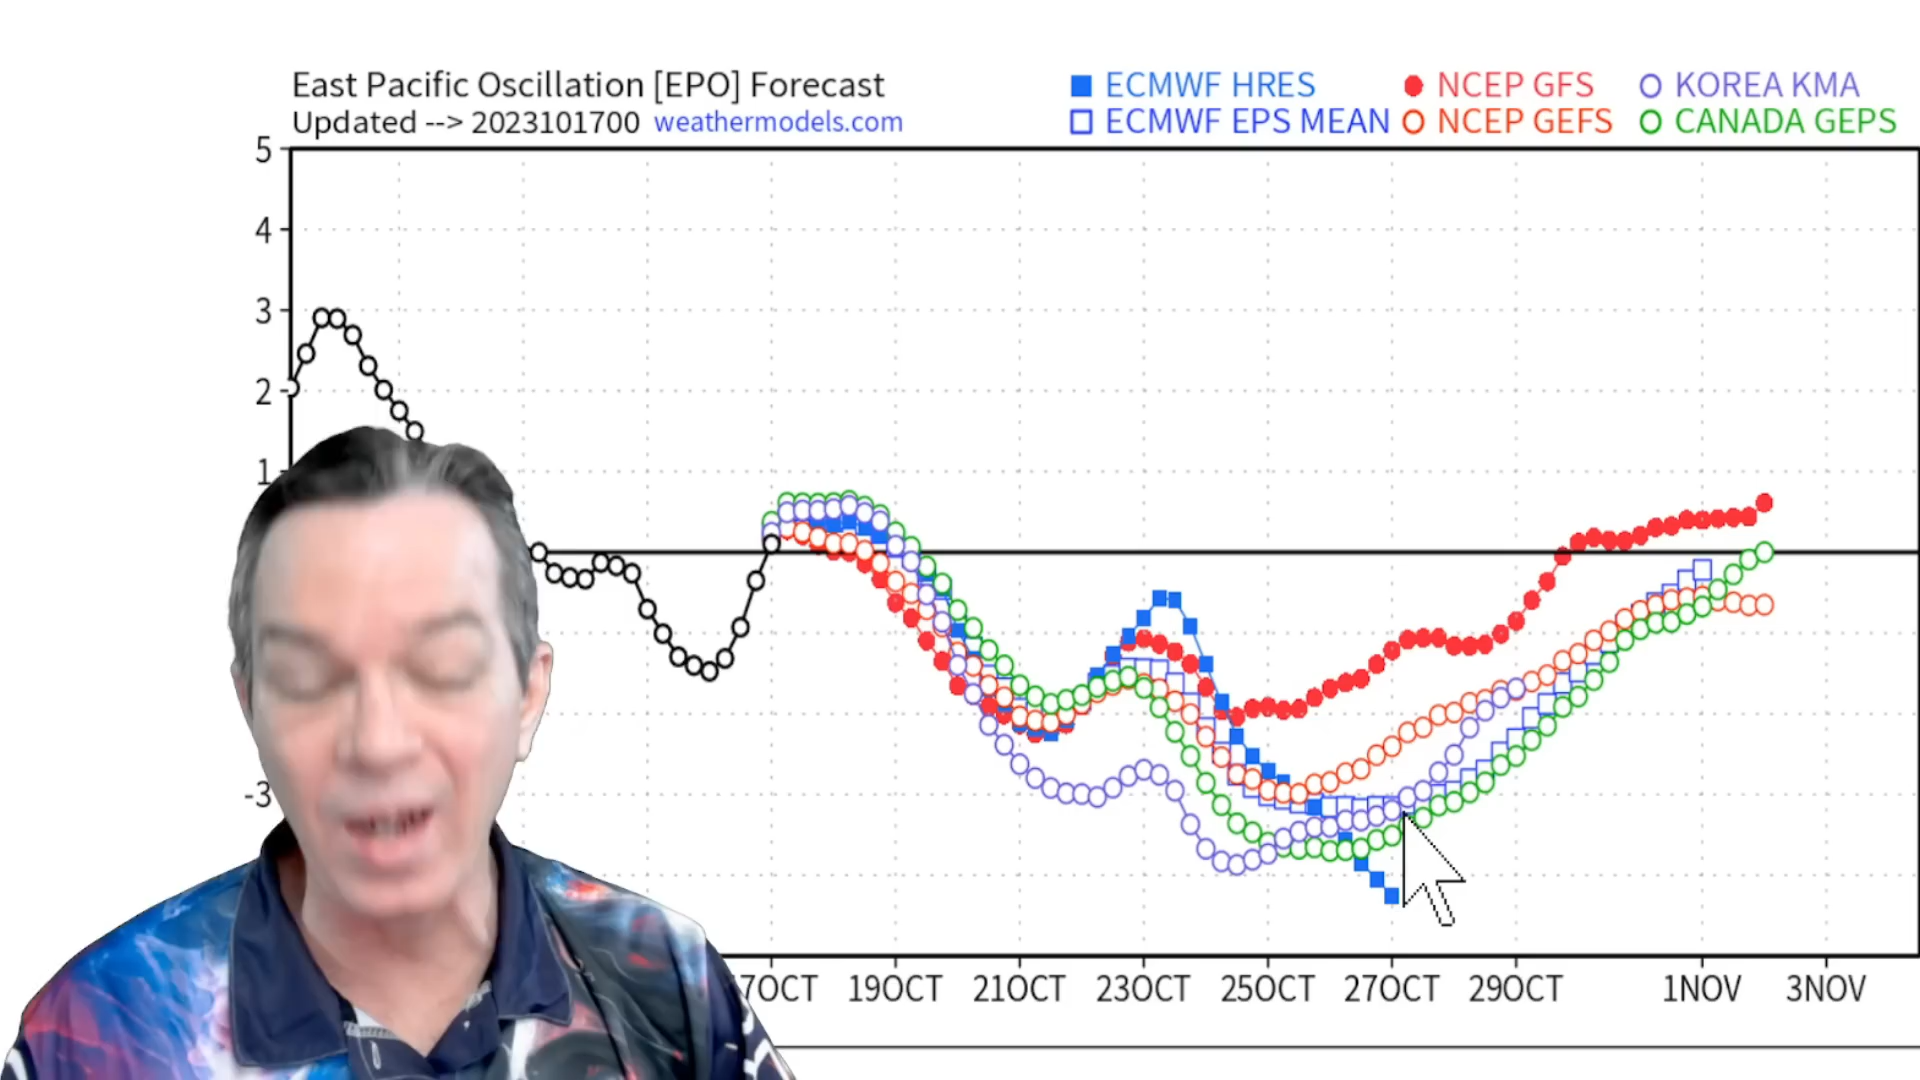 East Pacific Oscillation [EPO] Forecast
Updated --> 2023101700 weathermodels.com
ECMWF HRES NCEP GFS KOREA KMA
ECMWF EPS MEAN NCEP GEFS CANADA GEPS
5
4
3
2
1
-3
7OCT 19OCT 21OCT 23OCT 25OCT 27OCT 29OCT 1NOV 3NOV